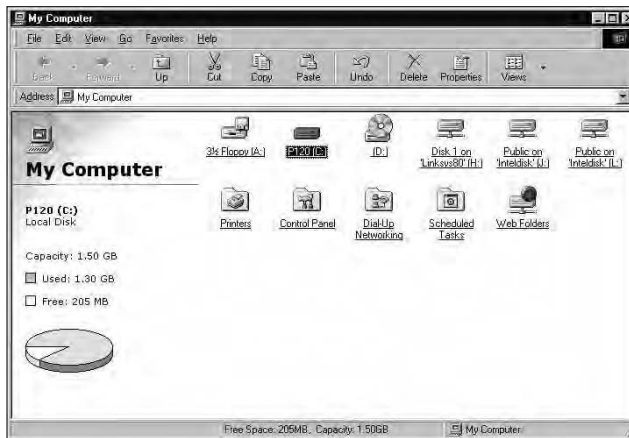 My Computer
File Edit View Go Favorites Help
Back Forward Up Cut Copy Paste Undo Delete Properties Views
Address My Computer
My Computer
P120 (C:)
Local Disk
Capacity: 1.50 GB
Used: 1.30 GB
Free: 205 MB
3½ Floppy (A:) P120 (C:) (D:) Disk 1 on Public on Public on
'Linksys80' (H:) 'Inteldisk' (J:) 'Inteldisk' (L:)
Printers Control Panel Dial-Up Scheduled Web Folders
Networking Tasks
Free Space: 205MB, Capacity: 1.50GB My Computer